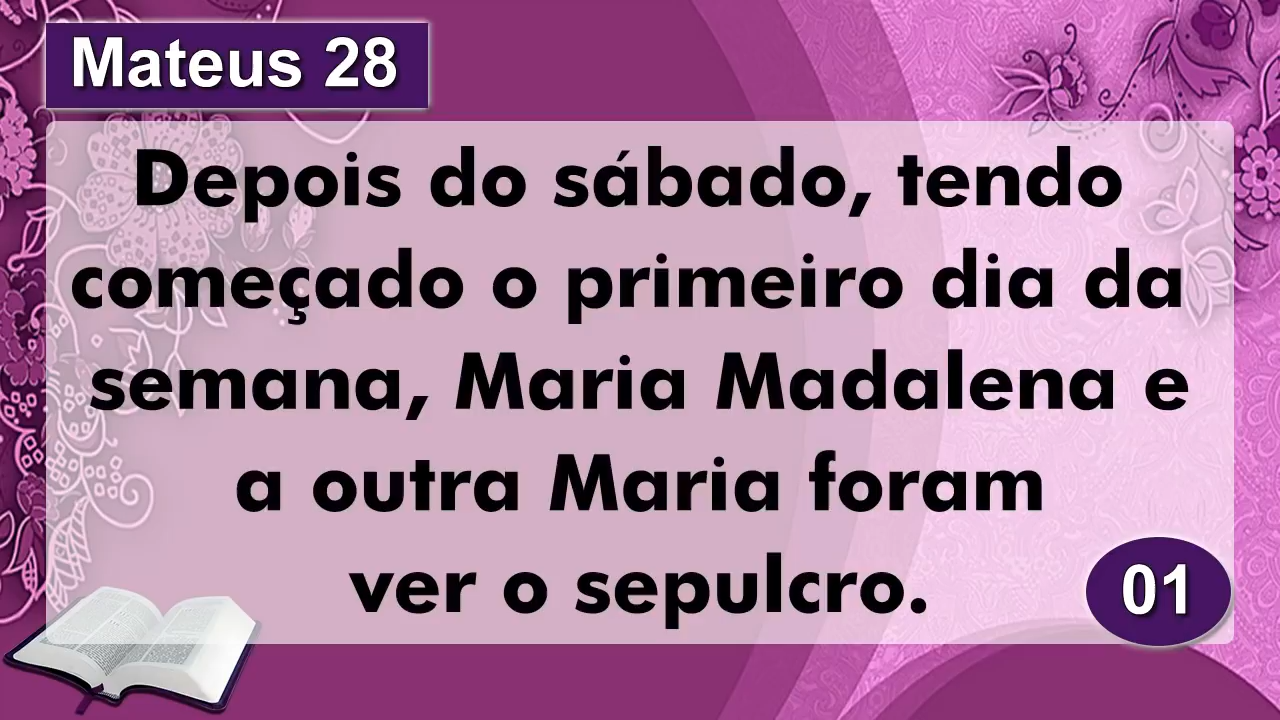 Mateus 28
Depois do sábado, tendo
começado o primeiro dia da
semana, Maria Madalena e
a outra Maria foram
ver o sepulcro.
01